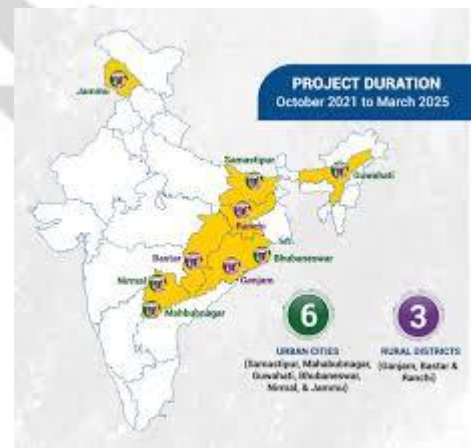 PROJECT DURATION
October 2021 to March 2025
Jammu
Samastipur
Guwahati
Ranchi
Bastar
Bhubaneswar
Nirmal
Ganjam
Mahbubnagar
6
URBAN CITIES
(Samastipur, Mahabubnagar,
Guwahati, Bhubaneswar,
Nirmal, & Jammu)
3
RURAL DISTRICTS
(Ganjam, Bastar &
Ranchi)